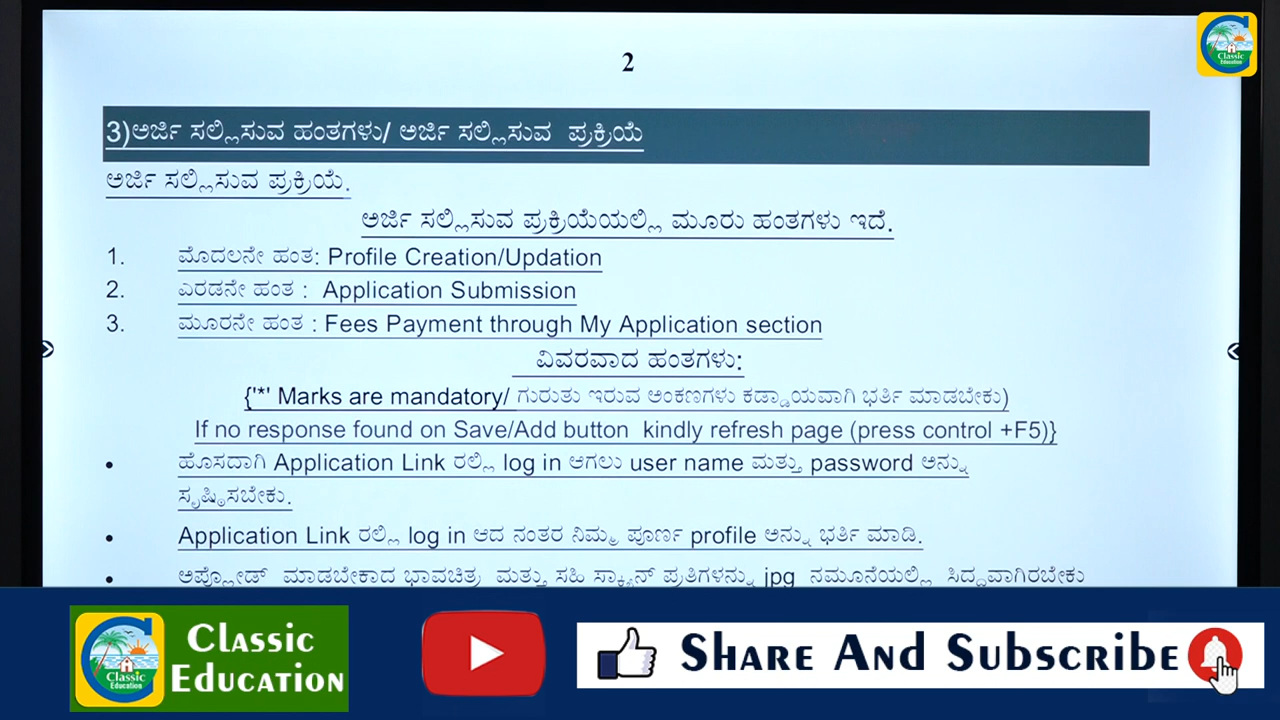 Classic
Education
2
3)ಅರ್ಜಿ ಸಲ್ಲಿಸುವ ಹಂತಗಳು/ ಅರ್ಜಿ ಸಲ್ಲಿಸುವ ಪ್ರಕ್ರಿಯೆ
ಅರ್ಜಿ ಸಲ್ಲಿಸುವ ಪ್ರಕ್ರಿಯೆ.
ಅರ್ಜಿ ಸಲ್ಲಿಸುವ ಪ್ರಕ್ರಿಯೆಯಲ್ಲಿ ಮೂರು ಹಂತಗಳು ಇದೆ.
1. ಮೊದಲನೇ ಹಂತ: Profile Creation/Updation
2. ಎರಡನೇ ಹಂತ : Application Submission
3. ಮೂರನೇ ಹಂತ : Fees Payment through My Application section
ವಿವರವಾದ ಹಂತಗಳು:
{'*' Marks are mandatory/ ಗುರುತು ಇರುವ ಅಂಕಣಗಳು ಕಡ್ಡಾಯವಾಗಿ ಭರ್ತಿ ಮಾಡಬೇಕು)
If no response found on Save/Add button kindly refresh page (press control +F5)}
• ಹೊಸದಾಗಿ Application Link ರಲ್ಲಿ log in ಆಗಲು user name ಮತ್ತು password ಅನ್ನು
ಸೃಷ್ಠಿಸಬೇಕು.
• Application Link ರಲ್ಲಿ log in ಆದ ನಂತರ ನಿಮ್ಮ ಪೂರ್ಣ profile ಅನ್ನು ಭರ್ತಿ ಮಾಡಿ.
• ಅಪ್ಲೋಡ್ ಮಾಡಬೇಕಾದ ಭಾವಚಿತ್ರ ಮತ್ತು ಸಹಿ ಸ್ಕ್ಯಾನ್ ಪ್ರತಿಗಳನ್ನು jpg ನಮೂನೆಯಲ್ಲಿ ಸಿದ್ದವಾಗಿರಬೇಕು
Classic
Education
Classic
Education
Share And Subscribe